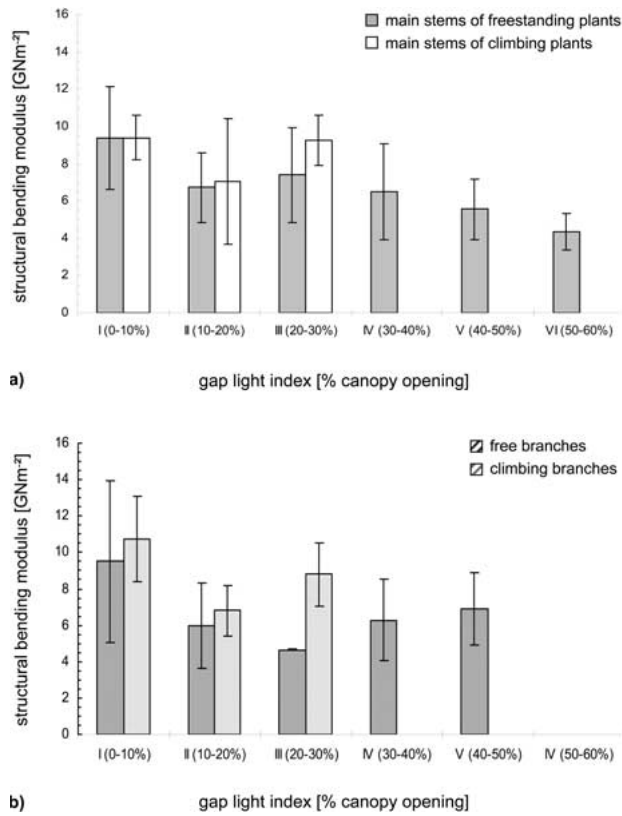 main stems of freestanding plants
main stems of climbing plants
structural bending modulus [GNm⁻²]
16
14
12
10
8
6
4
2
0
I (0-10%) II (10-20%) III (20-30%) IV (30-40%) V (40-50%) VI (50-60%)
a) gap light index [% canopy opening]
free branches
climbing branches
structural bending modulus [GNm⁻²]
16
14
12
10
8
6
4
2
0
I (0-10%) II (10-20%) III (20-30%) IV (30-40%) V (40-50%) IV (50-60%)
b) gap light index [% canopy opening]